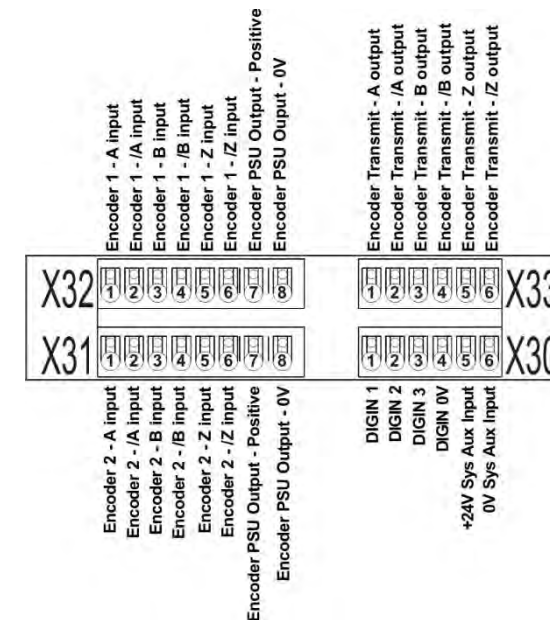 Encoder 1 - A input
Encoder 1 - /A input
Encoder 1 - B input
Encoder 1 - /B input
Encoder 1 - Z input
Encoder 1 - /Z input
Encoder PSU Output - Positive
Encoder PSU Ouput - 0V
Encoder Transmit - A output
Encoder Transmit - /A output
Encoder Transmit - B output
Encoder Transmit - /B output
Encoder Transmit - Z output
Encoder Transmit - /Z output
X32 1 2 3 4 5 6 7 8
1 2 3 4 5 6 X33
X31 1 2 3 4 5 6 7 8
1 2 3 4 5 6 X30
Encoder 2 - A input
Encoder 2 - /A input
Encoder 2 - B input
Encoder 2 - /B input
Encoder 2 - Z input
Encoder 2 - /Z input
Encoder PSU Output - Positive
Encoder PSU Output - 0V
DIGIN 1
DIGIN 2
DIGIN 3
DIGIN 0V
+24V Sys Aux Input
0V Sys Aux Input